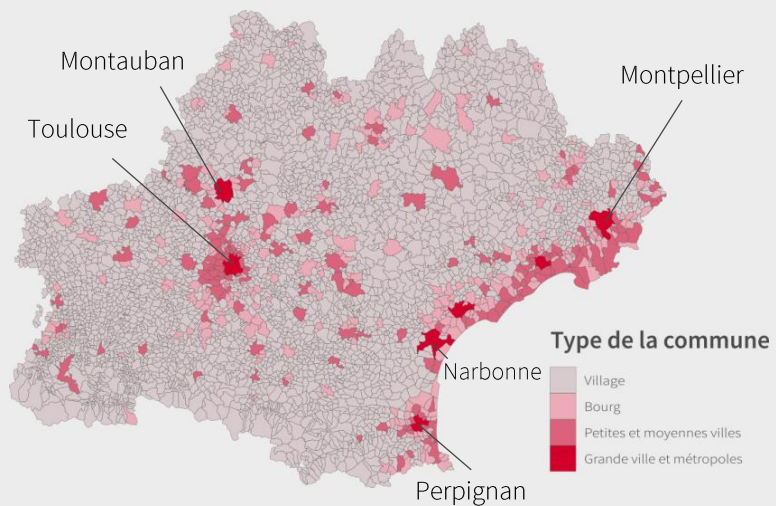 Montauban
Montpellier
Toulouse
Type de la commune
Village
Narbonne
Bourg
Petites et moyennes villes
Grande ville et métropoles
Perpignan